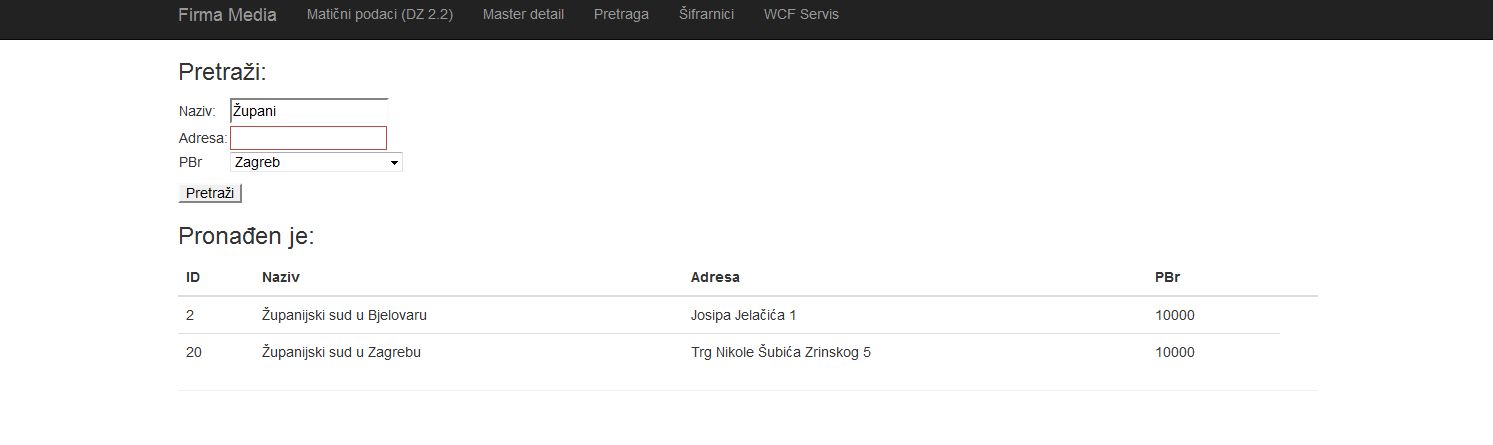 Firma Media Matični podaci (DZ 2.2) Master detail Pretraga Šifrarnici WCF Servis
Pretraži:
Naziv: Župani
Adresa:
PBr Zagreb
Pretraži
Pronađen je:
ID Naziv Adresa PBr
2 Županijski sud u Bjelovaru Josipa Jelačića 1 10000
20 Županijski sud u Zagrebu Trg Nikole Šubića Zrinskog 5 10000